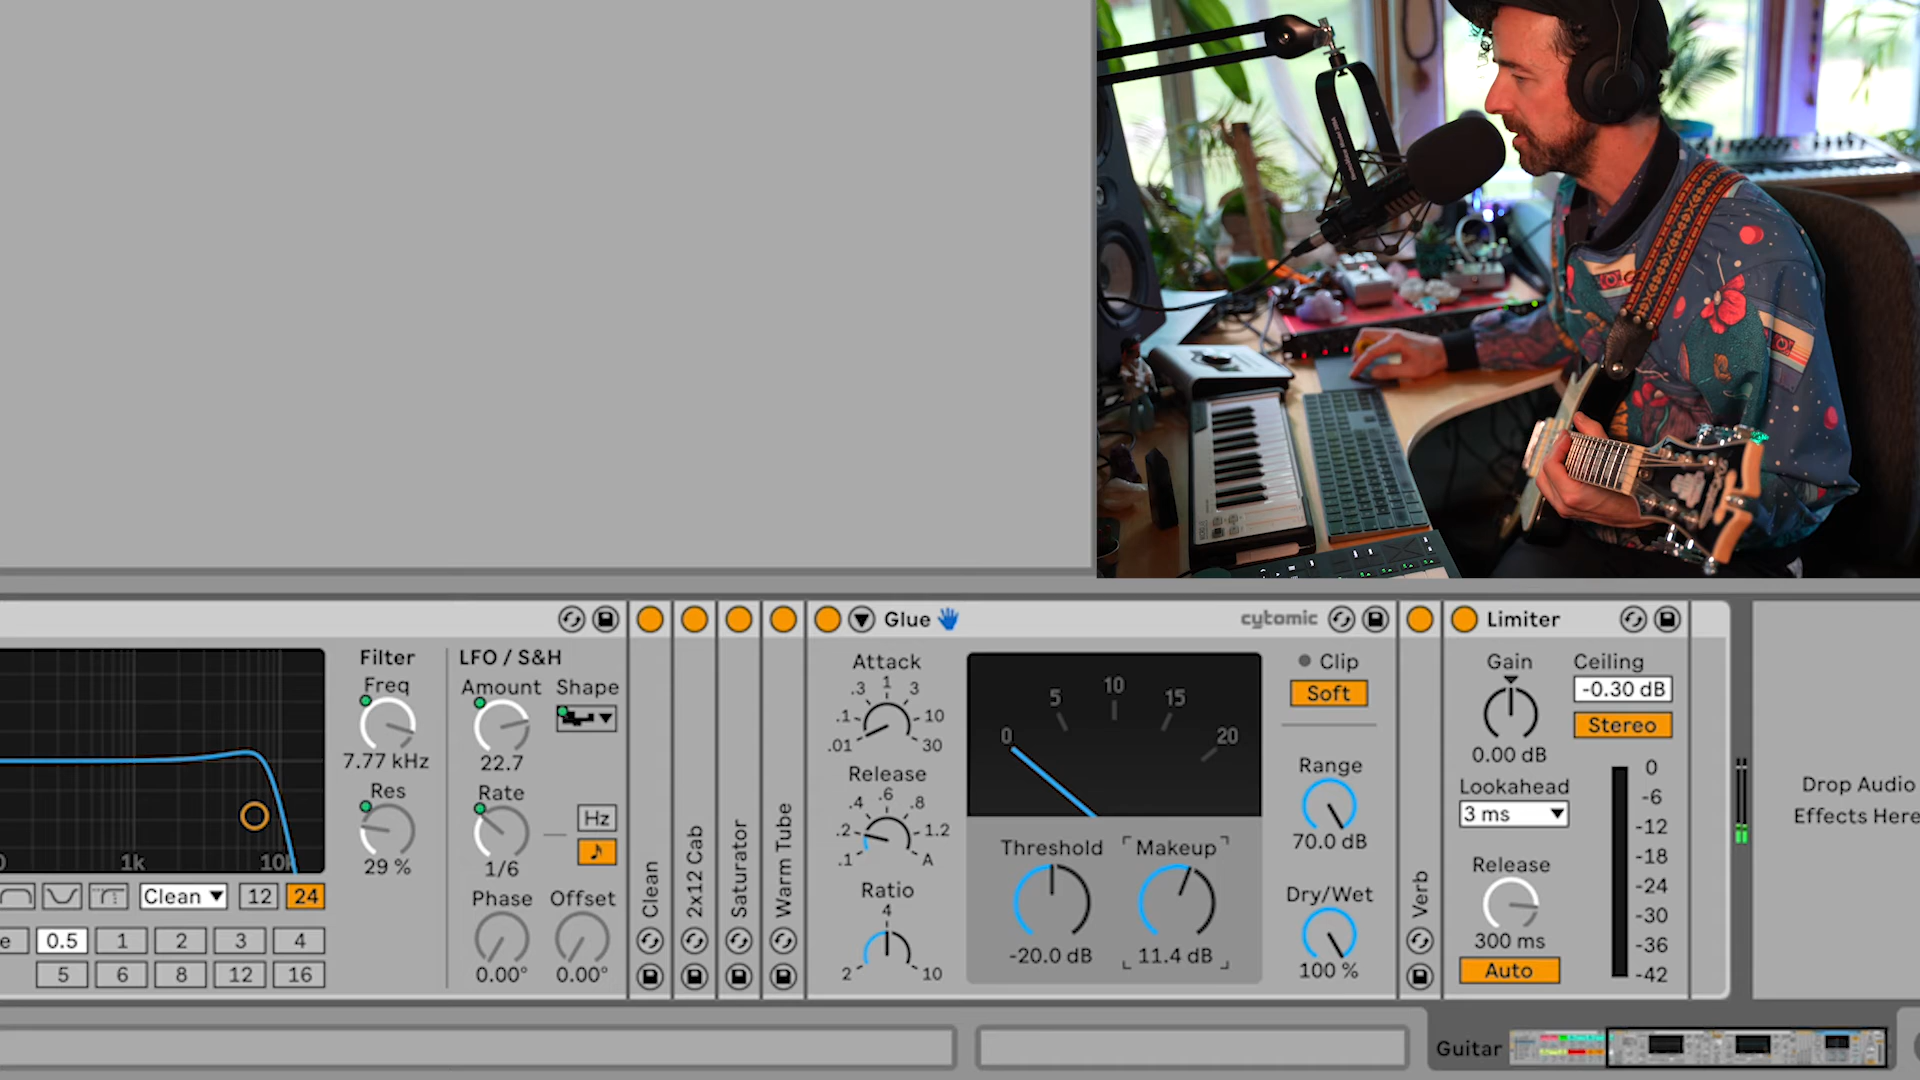 Filter
Freq
7.77 kHz
Res
29 %
1k
10k
Clean
12
24
0.5
1
2
3
4
5
6
8
12
16
LFO / S&H
Amount
Shape
22.7
Rate
1/6
Hz
Phase
Offset
0.00°
0.00°
Clean
2x12 Cab
Saturator
Warm Tube
Glue
cytomic
Attack
.01
.1
.3
1
3
10
30
Release
.1
.2
.4
.6
.8
1.2
A
Ratio
2
4
10
0
5
10
15
20
Threshold
-20.0 dB
Makeup
11.4 dB
Clip
Soft
Range
70.0 dB
Dry/Wet
100 %
Verb
Limiter
Gain
0.00 dB
Ceiling
-0.30 dB
Stereo
Lookahead
3 ms
Release
300 ms
Auto
0
-6
-12
-18
-24
-30
-36
-42
Drop Audio
Effects Here
Guitar